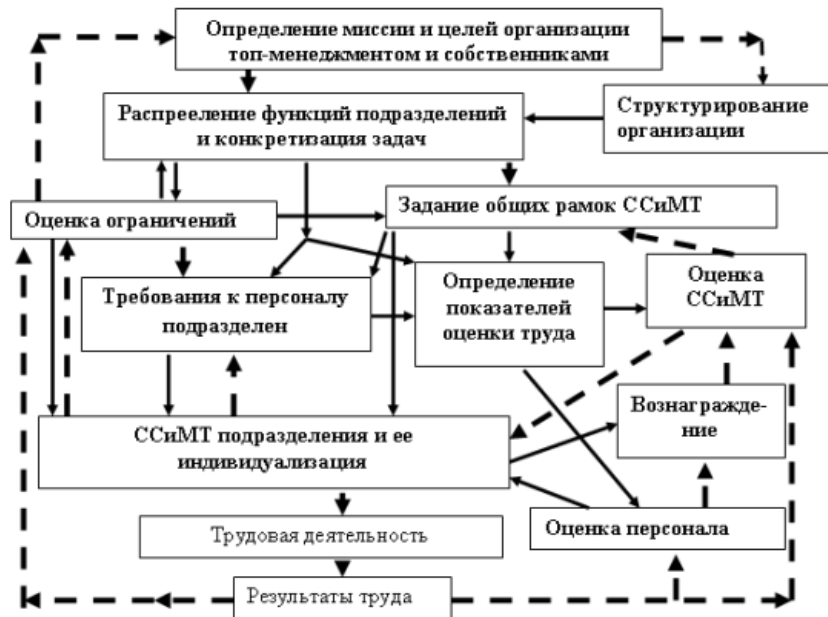 Определение миссии и целей организации
топ-менеджментом и собственниками
Распрееление функций подразделений
и конкретизация задач
Структурирование
организации
Оценка ограничений
Задание общих рамок ССиМТ
Требования к персоналу
подразделен
Определение
показателей
оценки труда
Оценка
ССиМТ
ССиМТ подразделения и ее
индивидуализация
Вознагражде-
ние
Трудовая деятельность
Оценка персонала
Результаты труда